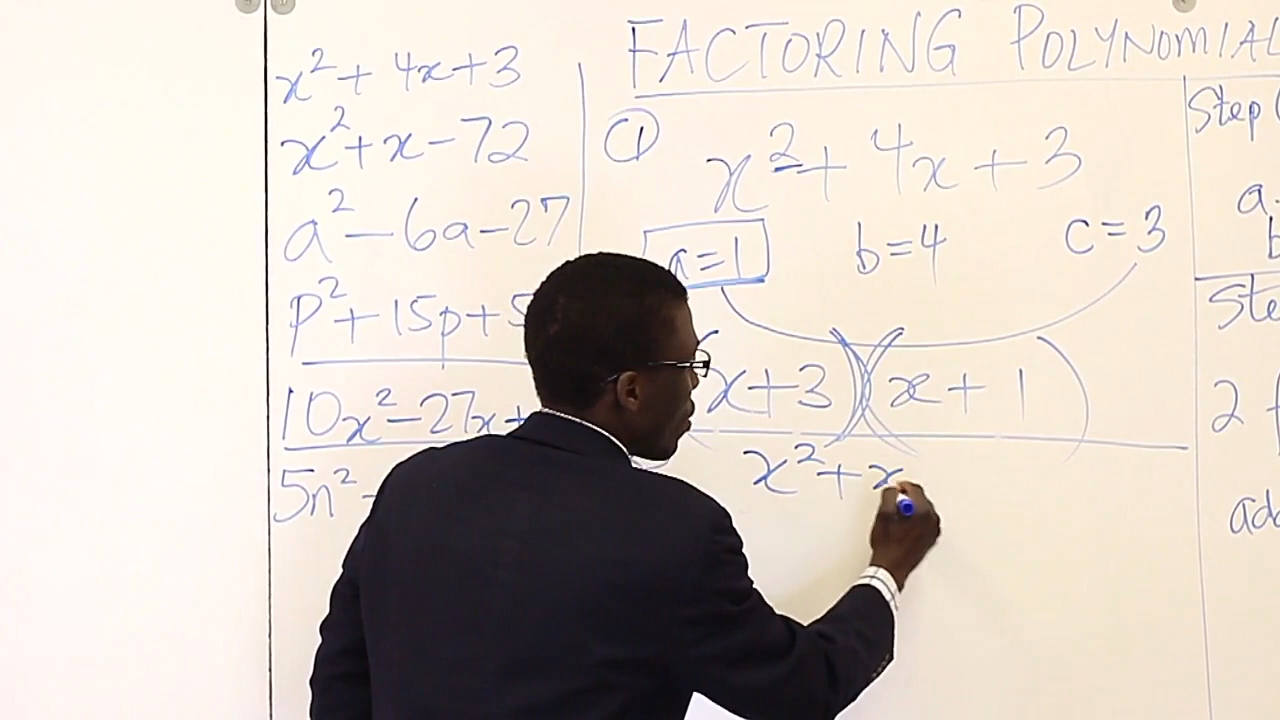 x² + 4x + 3
x² + x - 72
a² - 6a - 27
p² + 15p + 5
10x² - 27x +
5n² -
FACTORING POLYNOMIAL
① x² + 4x + 3
a = 1 b = 4 c = 3
x + 3)(x + 1)
x² + x
Step
a
b
Ste
2
add